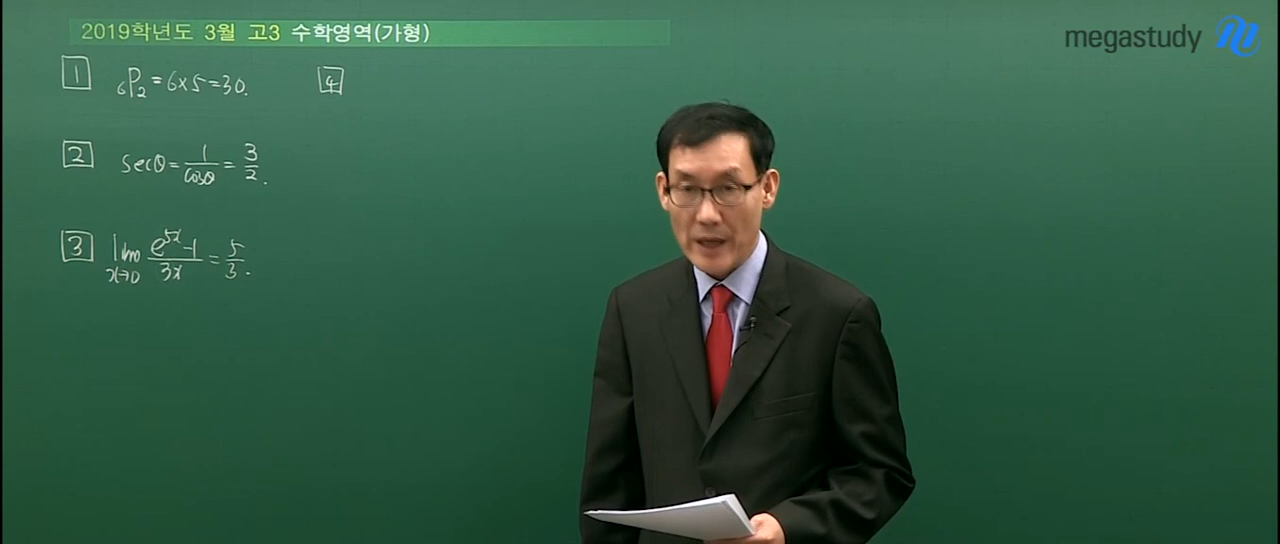 2019학년도 3월 고3 수학영역(가형)
megastudy
1 ₆P₂ = 6×5 = 30.
4
2 secθ = 1/cosθ = 3/2.
3 lim x→0 (e^5x - 1)/3x = 5/3.